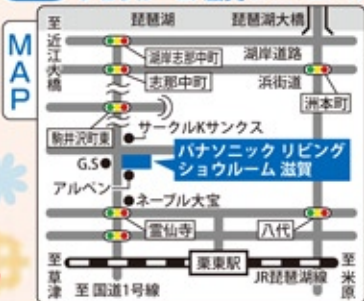 MAP
至近江大橋
琵琶湖
琵琶湖大橋
湖岸志那中町
湖岸道路
志那中町
浜街道
洲本町
駒井沢町東
サークルKサンクス
G.S
パナソニック リビング
ショウルーム 滋賀
アルペン
ネーブル大宝
霊仙寺
八代
栗東駅
至草津
至国道1号線
JR琵琶湖線
至米原